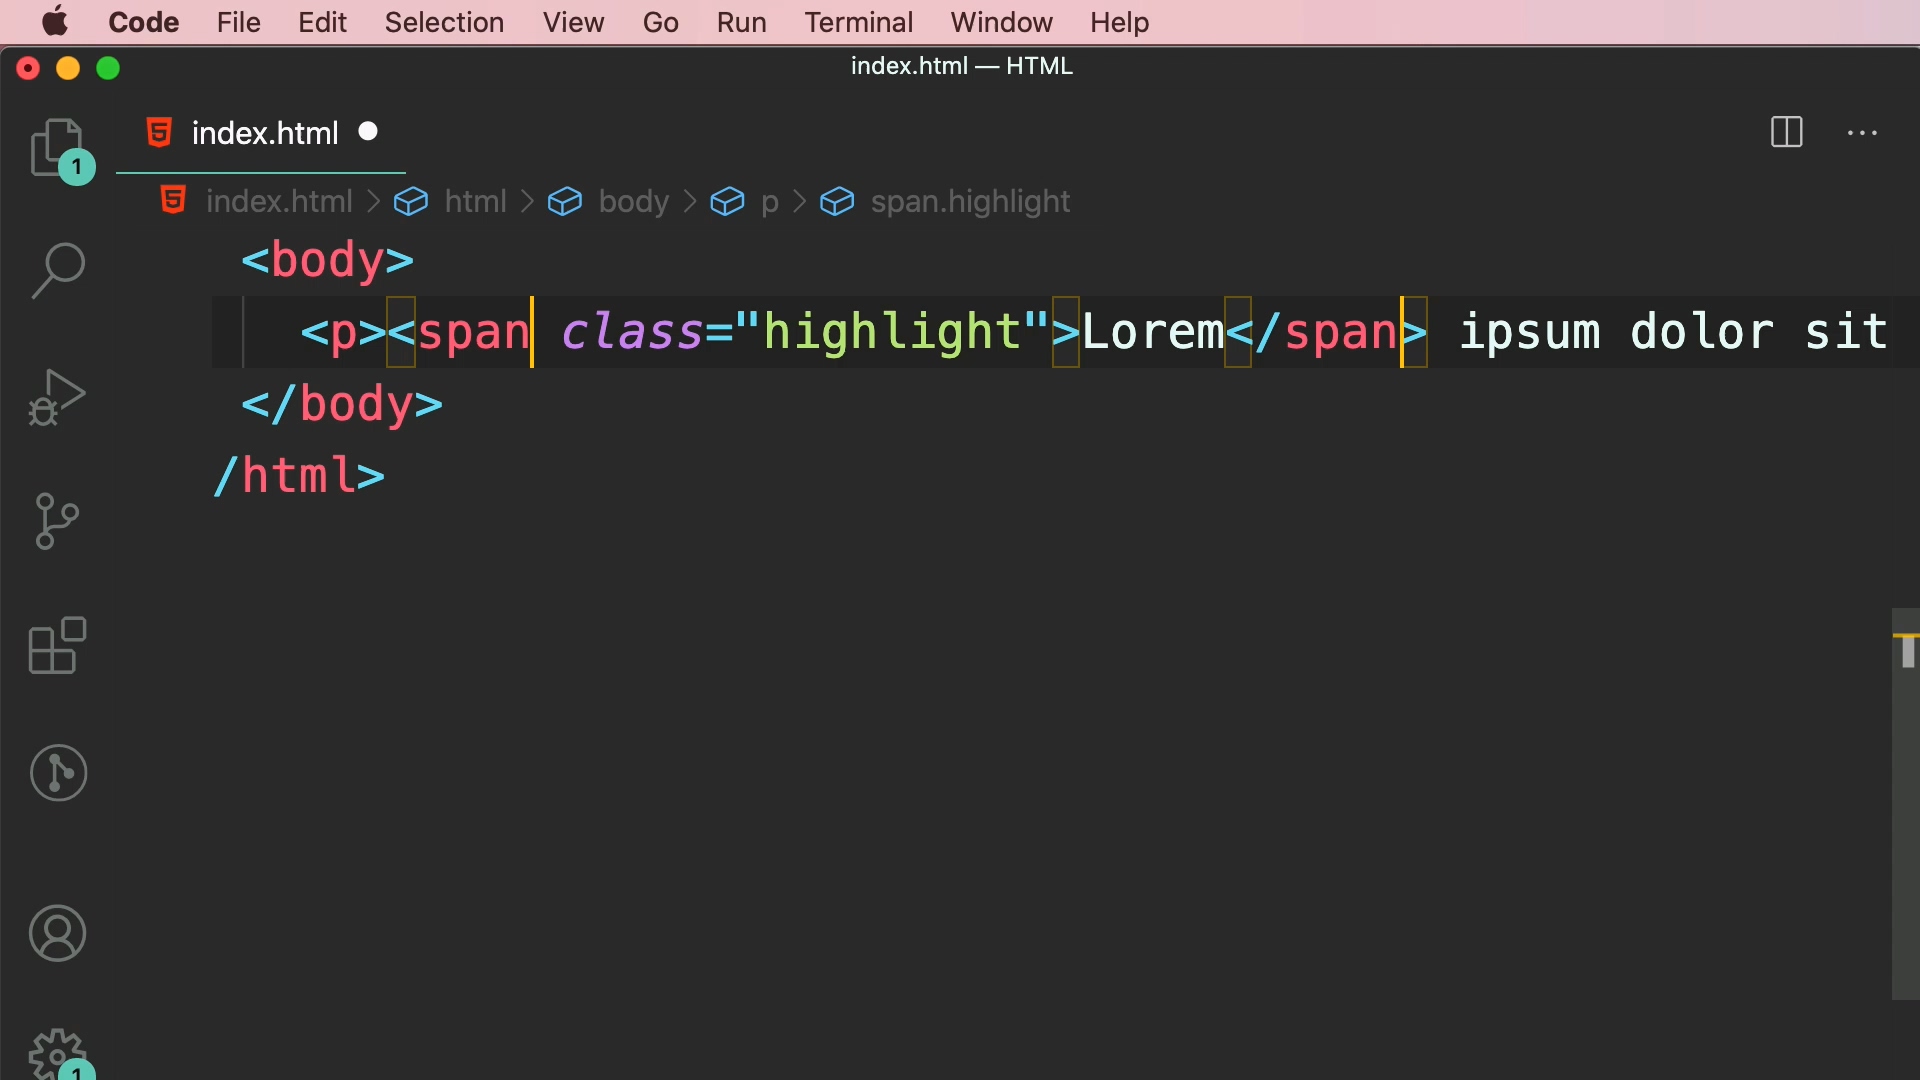 Code File Edit Selection View Go Run Terminal Window Help
index.html — HTML
index.html
1
index.html > html > body > p > span.highlight
<body>
<p><span class="highlight">Lorem</span> ipsum dolor sit
</body>
/html>
1